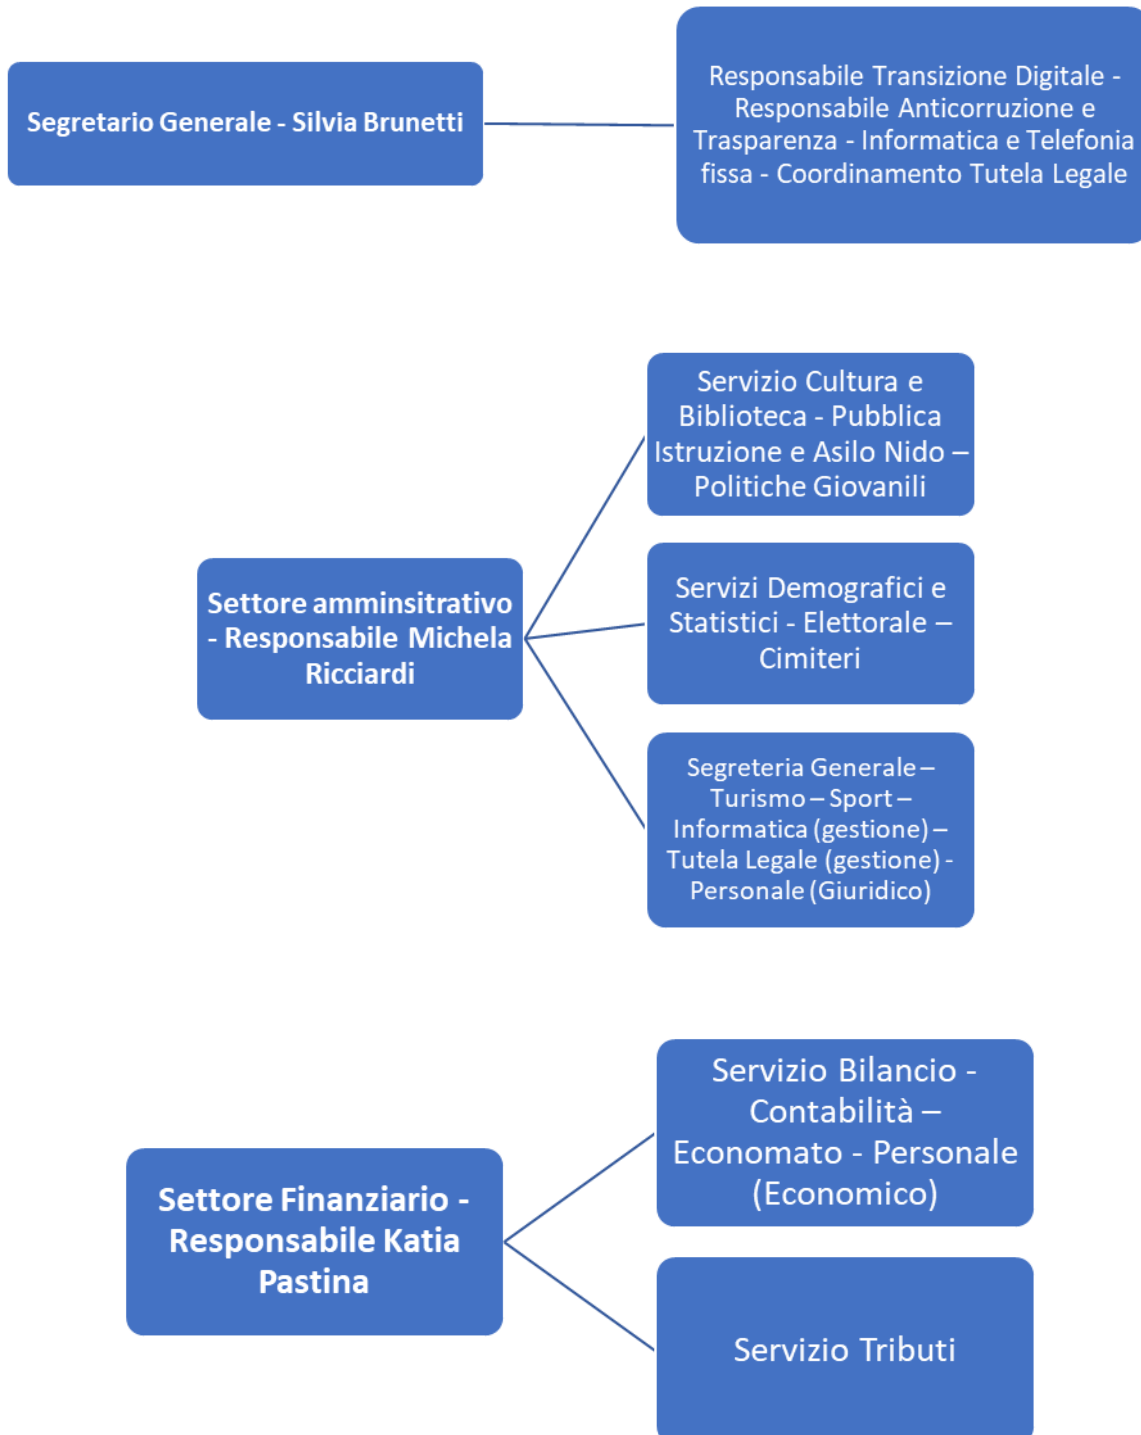 Segretario Generale - Silvia Brunetti
Responsabile Transizione Digitale -
Responsabile Anticorruzione e
Trasparenza - Informatica e Telefonia
fissa - Coordinamento Tutela Legale
Servizio Cultura e
Biblioteca - Pubblica
Istruzione e Asilo Nido –
Politiche Giovanili
Settore amminsitrativo
- Responsabile Michela
Ricciardi
Servizi Demografici e
Statistici - Elettorale –
Cimiteri
Segreteria Generale –
Turismo – Sport –
Informatica (gestione) –
Tutela Legale (gestione) -
Personale (Giuridico)
Servizio Bilancio -
Contabilità –
Economato - Personale
(Economico)
Settore Finanziario -
Responsabile Katia
Pastina
Servizio Tributi